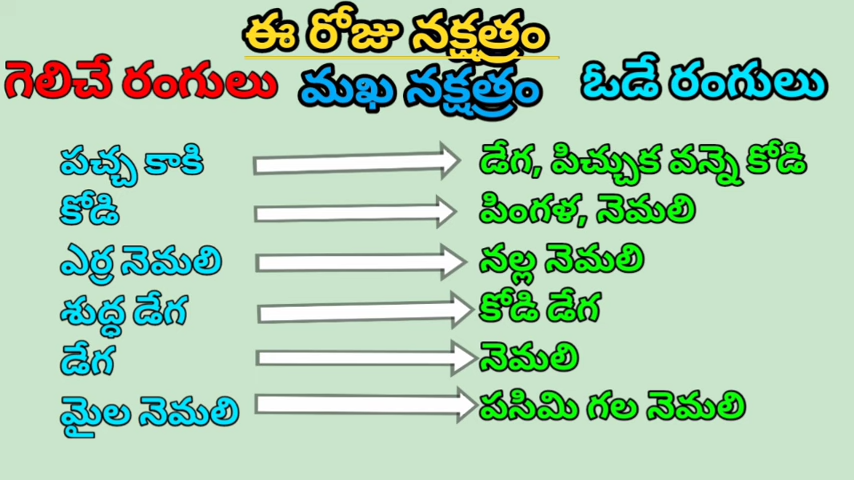 ఈ రోజు నక్షత్రం
గెలిచే రంగులు మఖ నక్షత్రం ఓడే రంగులు
పచ్చ కాకి డేగ, పిచ్చుక వన్నె కోడి
కోడి పింగళ, నెమలి
ఎర్ర నెమలి నల్ల నెమలి
శుద్ధ డేగ కోడి డేగ
డేగ నెమలి
మైల నెమలి పసిమి గల నెమలి